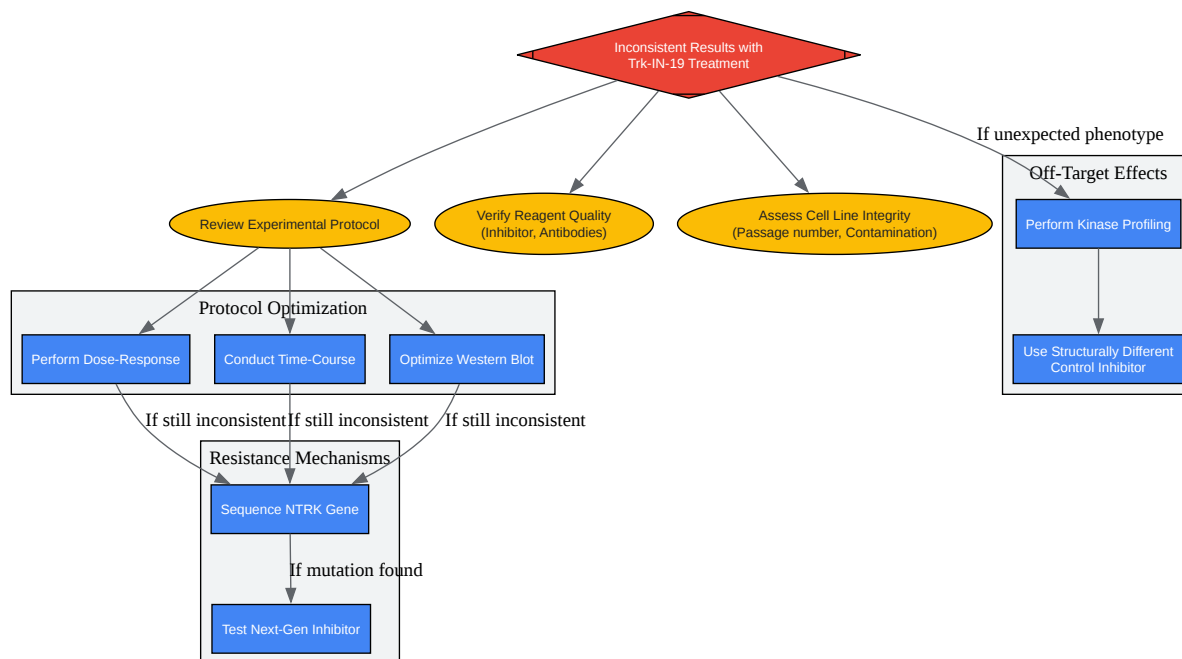 Inconsistent Results with
Trk-IN-19 Treatment
If unexpected phenotype
Off-Target Effects
Review Experimental Protocol
Verify Reagent Quality
(Inhibitor, Antibodies)
Assess Cell Line Integrity
(Passage number, Contamination)
Perform Kinase Profiling
Protocol Optimization
Perform Dose-Response
Conduct Time-Course
Optimize Western Blot
Use Structurally Different
Control Inhibitor
If still inconsistent
If still inconsistent
If still inconsistent
Resistance Mechanisms
Sequence NTRK Gene
If mutation found
Test Next-Gen Inhibitor